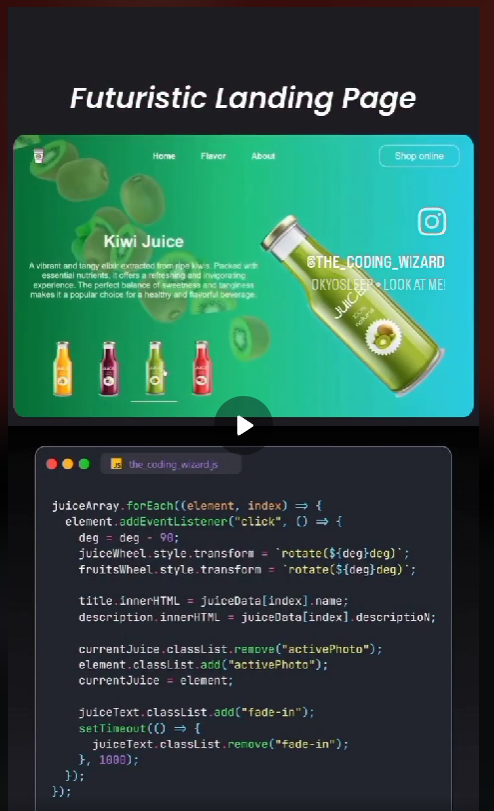 Futuristic Landing Page
Home Flavor About Shop online
Kiwi Juice
A vibrant and tangy elixir extracted from ripe kiwis. Packed with
essential nutrients, it offers a refreshing and invigorating
experience. The perfect balance of sweetness and tanginess
makes it a popular choice for a healthy and flavorful beverage.
@THE_CODING_WIZARD
OKYOSLEEP • LOOK AT ME!
JUICE
JS the_coding_wizard.js
juiceArray.forEach((element, index) => {
element.addEventListener("click", () => {
deg = deg - 90;
juiceWheel.style.transform = `rotate(${deg}deg)`;
fruitsWheel.style.transform = `rotate(${deg}deg)`;
title.innerHTML = juiceData[index].name;
description.innerHTML = juiceData[index].descriptioN;
currentJuice.classList.remove("activePhoto");
element.classList.add("activePhoto");
currentJuice = element;
juiceText.classList.add("fade-in");
setTimeout(() => {
juiceText.classList.remove("fade-in");
}, 1000);
});
});